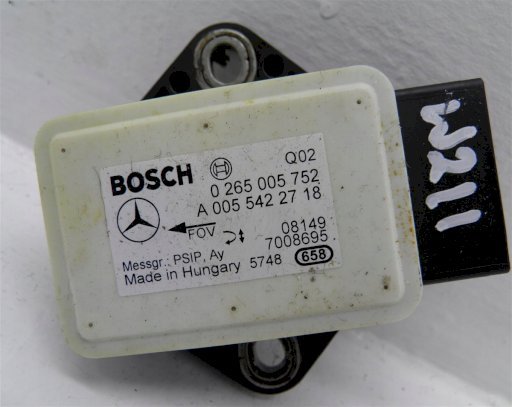 Q02
BOSCH
0 265 005 752
A 005 542 27 18
FOV
08149
7008695
Messgr.: PSIP, Ay
Made in Hungary 5748 658
W211